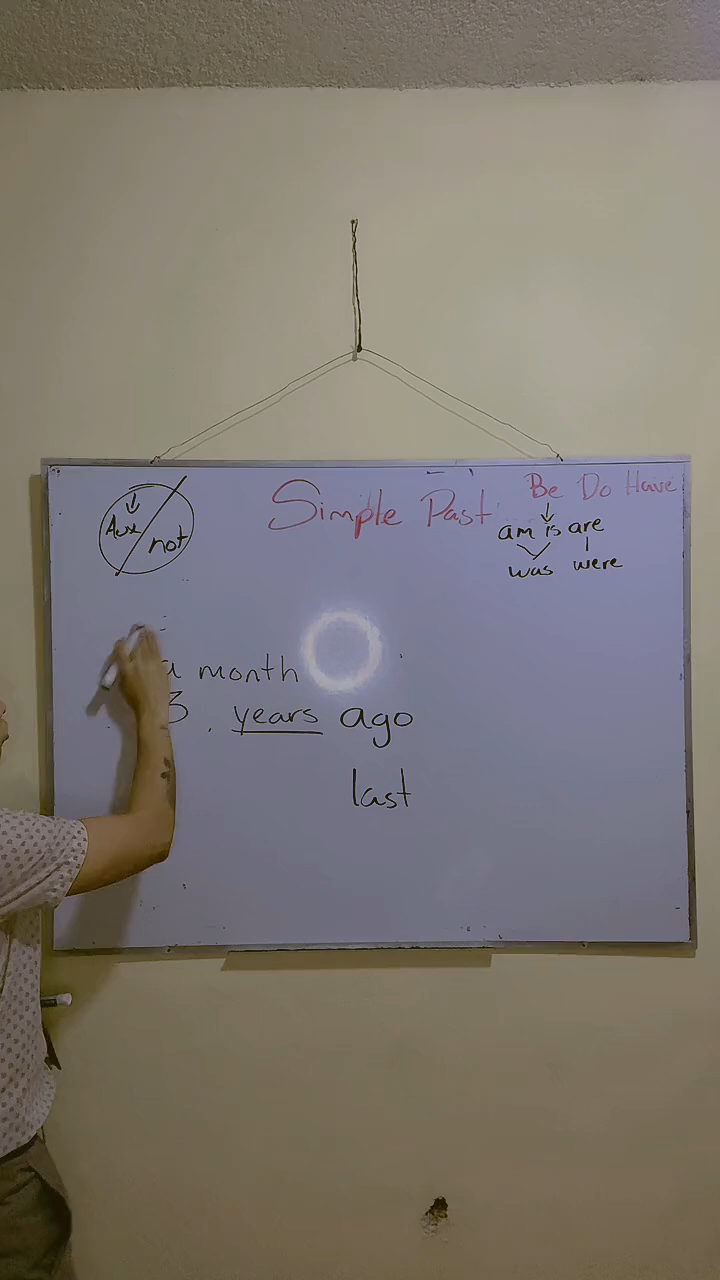 Simple Past
Be Do Have
am is are
was were
Aux
not
a month
3 years ago
last